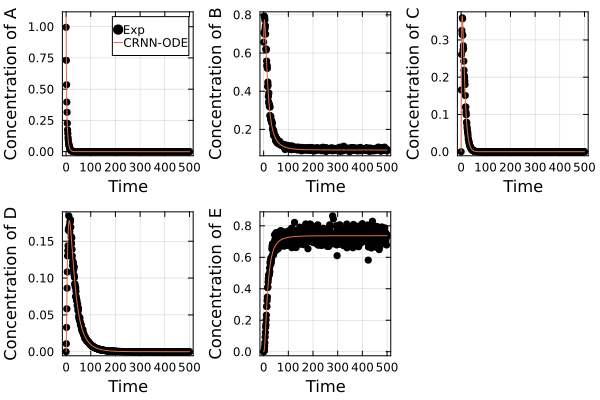 Concentration of A
1.00
0.75
0.50
0.25
0.00
0 100 200 300 400 500
Time
Exp
CRNN-ODE
Concentration of B
0.8
0.6
0.4
0.2
0 100 200 300 400 500
Time
Concentration of C
0.3
0.2
0.1
0.0
0 100 200 300 400 500
Time
Concentration of D
0.15
0.10
0.05
0.00
0 100 200 300 400 500
Time
Concentration of E
0.8
0.6
0.4
0.2
0.0
0 100 200 300 400 500
Time